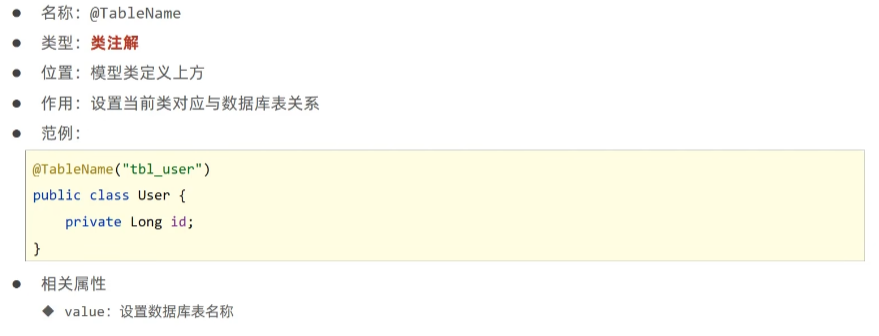 ● 名称：@TableName
● 类型：类注解
● 位置：模型类定义上方
● 作用：设置当前类对应与数据库表关系
● 范例：
@TableName("tbl_user")
public class User {
    private Long id;
}
● 相关属性
◆ value：设置数据库表名称